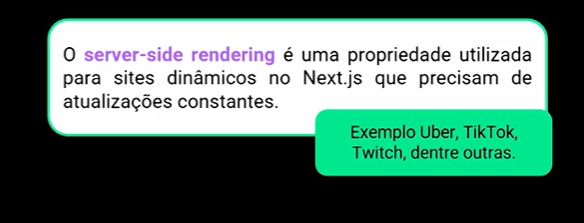 O server-side rendering é uma propriedade utilizada
para sites dinâmicos no Next.js que precisam de
atualizações constantes.
Exemplo Uber, TikTok,
Twitch, dentre outras.